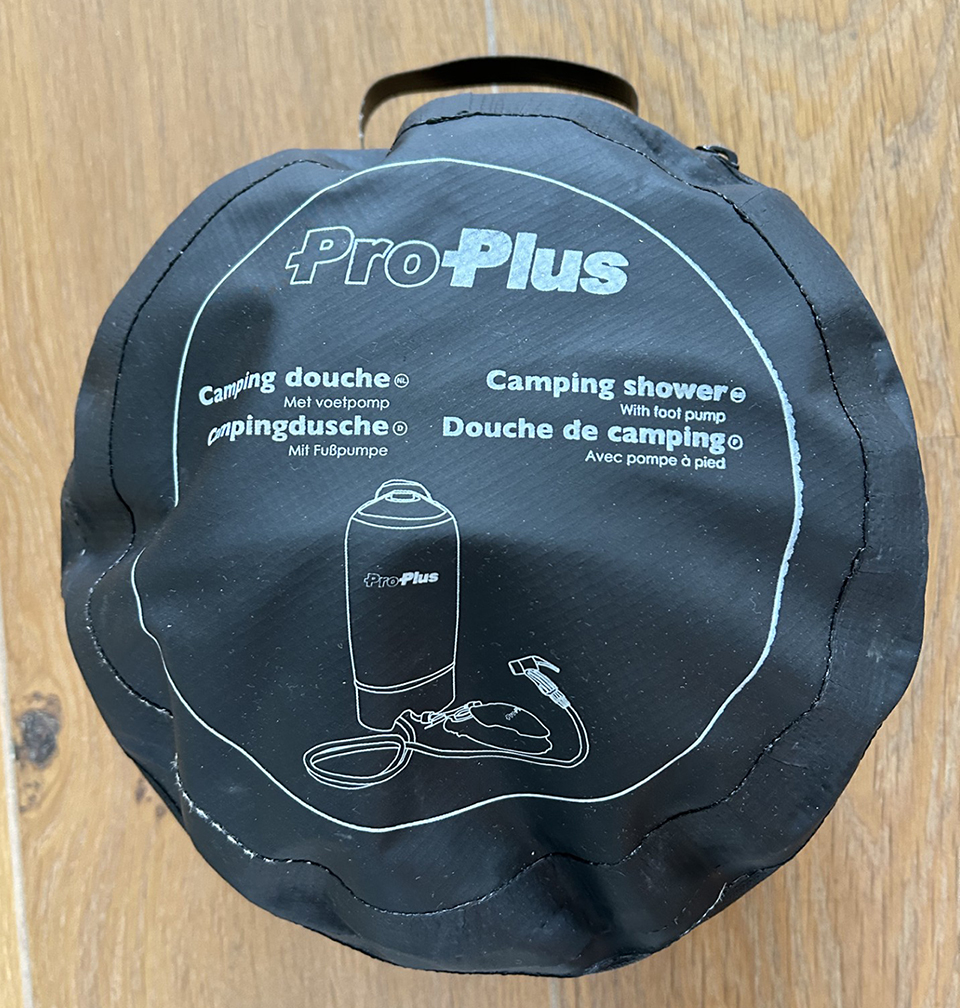 ProPlus
Camping douche NL
Met voetpomp
Campingdusche D
Mit Fußpumpe
Camping shower
With foot pump
Douche de camping F
Avec pompe à pied
ProPlus